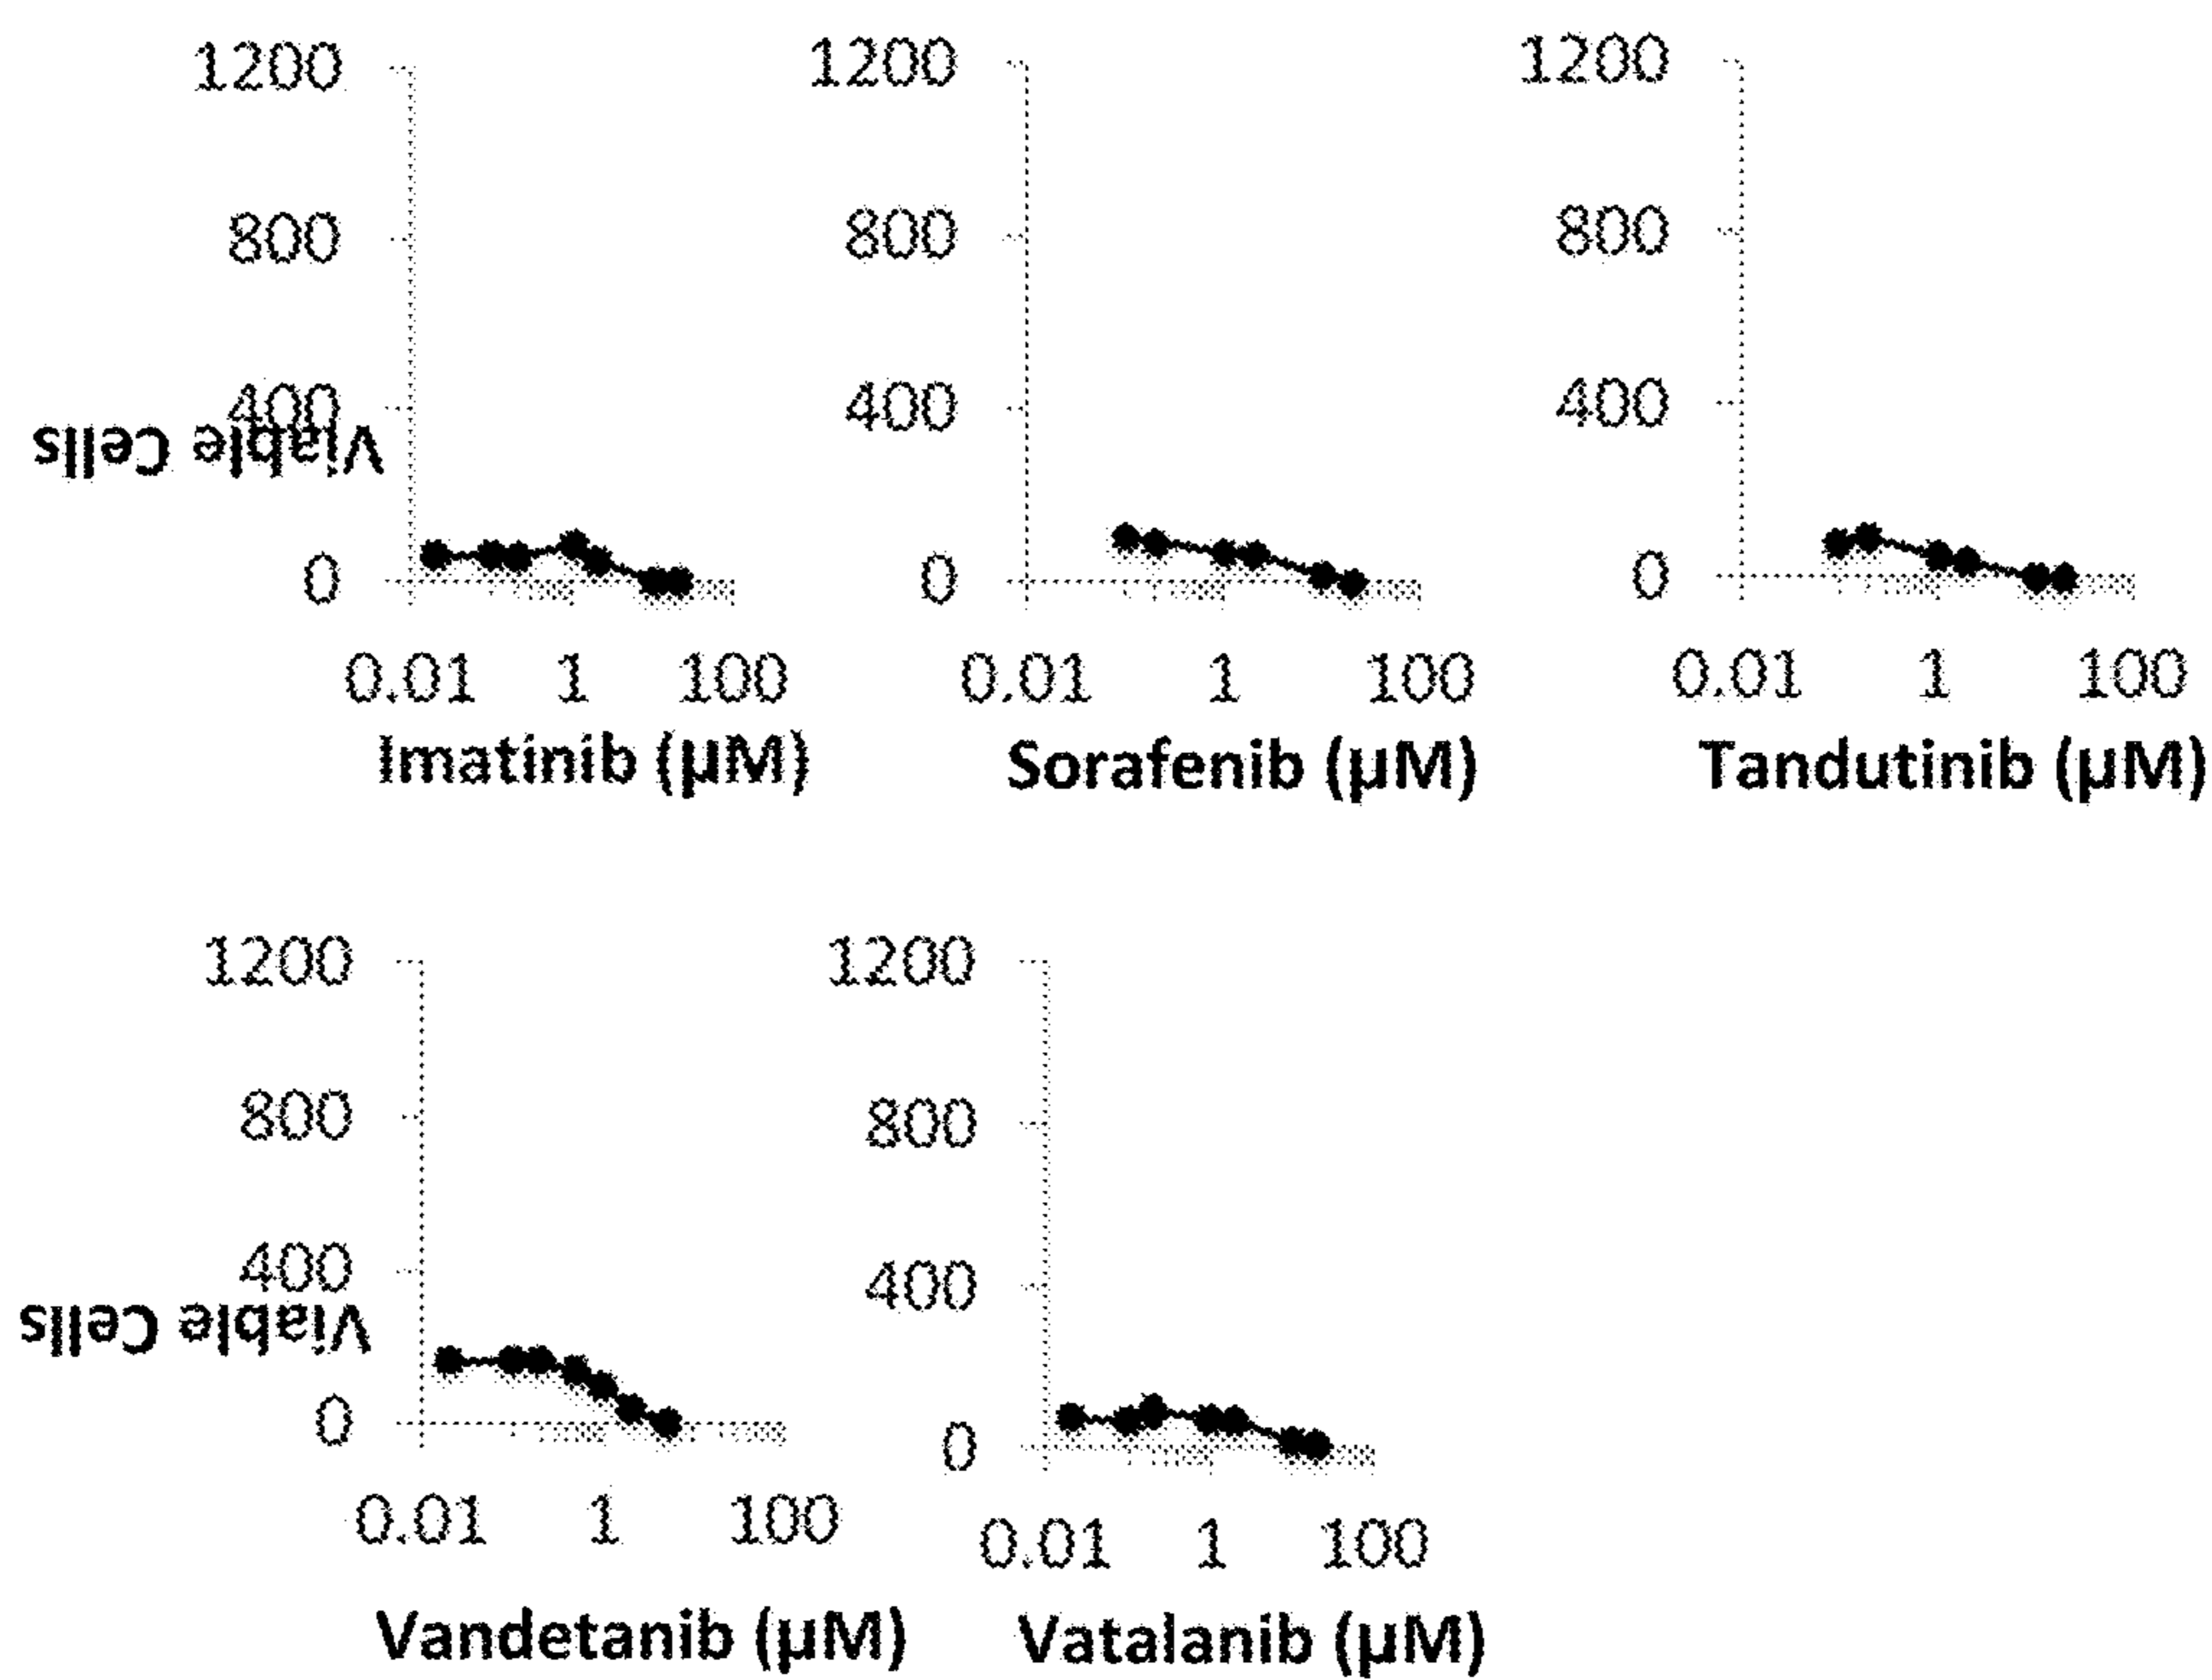 1200 1200 1200
800 800 800
400 400 400
Viable Cells
0 0 0
0.01 1 100 0.01 1 100 0.01 1 100
Imatinib (µM) Sorafenib (µM) Tandutinib (µM)
1200 1200
800 800
400 400
Viable Cells
0 0
0.01 1 100 0.01 1 100
Vandetanib (µM) Vatalanib (µM)